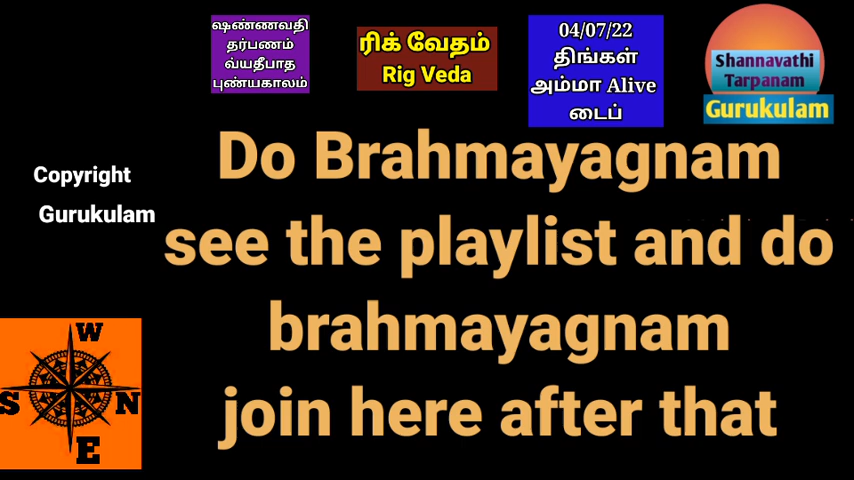 ஷண்ணவதி
தர்பணம்
வ்யதீபாத
புண்யகாலம்
ரிக் வேதம்
Rig Veda
04/07/22
திங்கள்
அம்மா Alive
டைப்
Shannavathi
Tarpanam
Gurukulam
Copyright
Gurukulam
Do Brahmayagnam
see the playlist and do
brahmayagnam
join here after that
W
S N
E